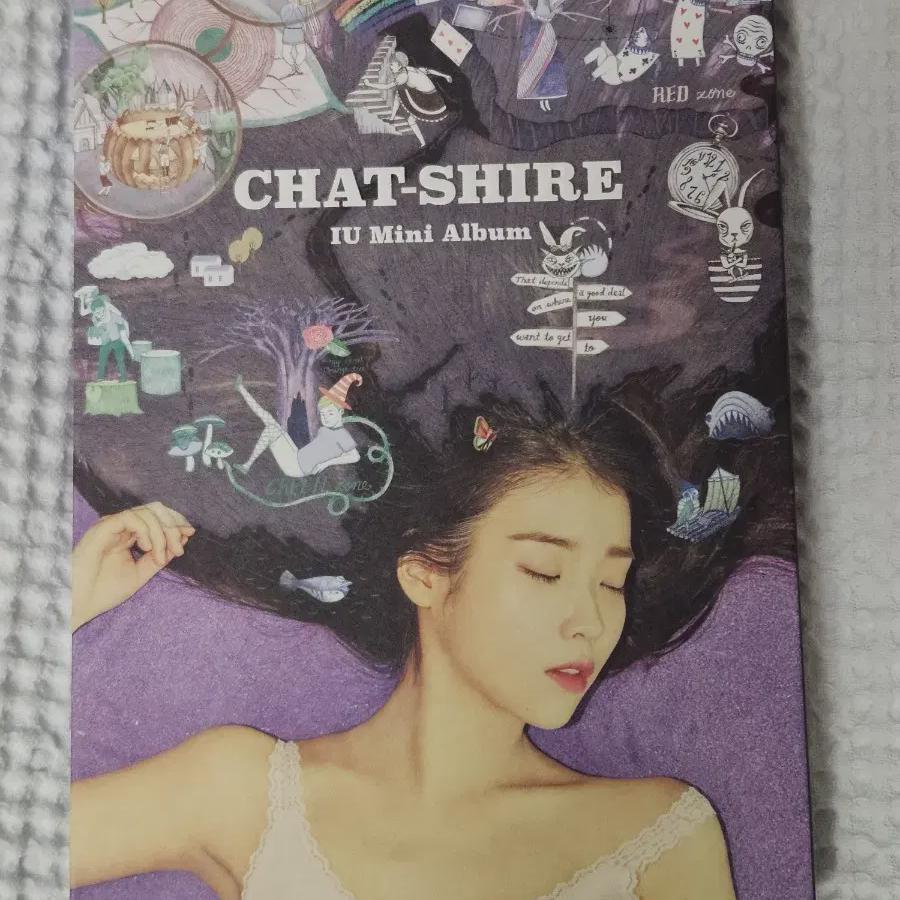 RED zone
CHAT-SHIRE
IU Mini Album
That depends
a good deal
on where
you
want to get
to
GREEN zone